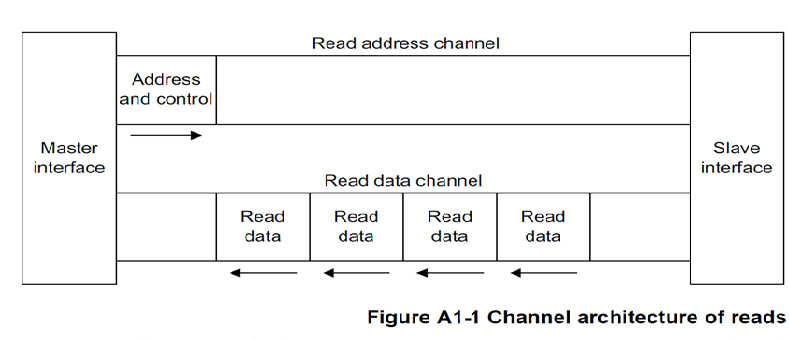 Read address channel
Address
and control
Master
interface
Slave
interface
Read data channel
Read
data
Read
data
Read
data
Read
data
Figure A1-1 Channel architecture of reads